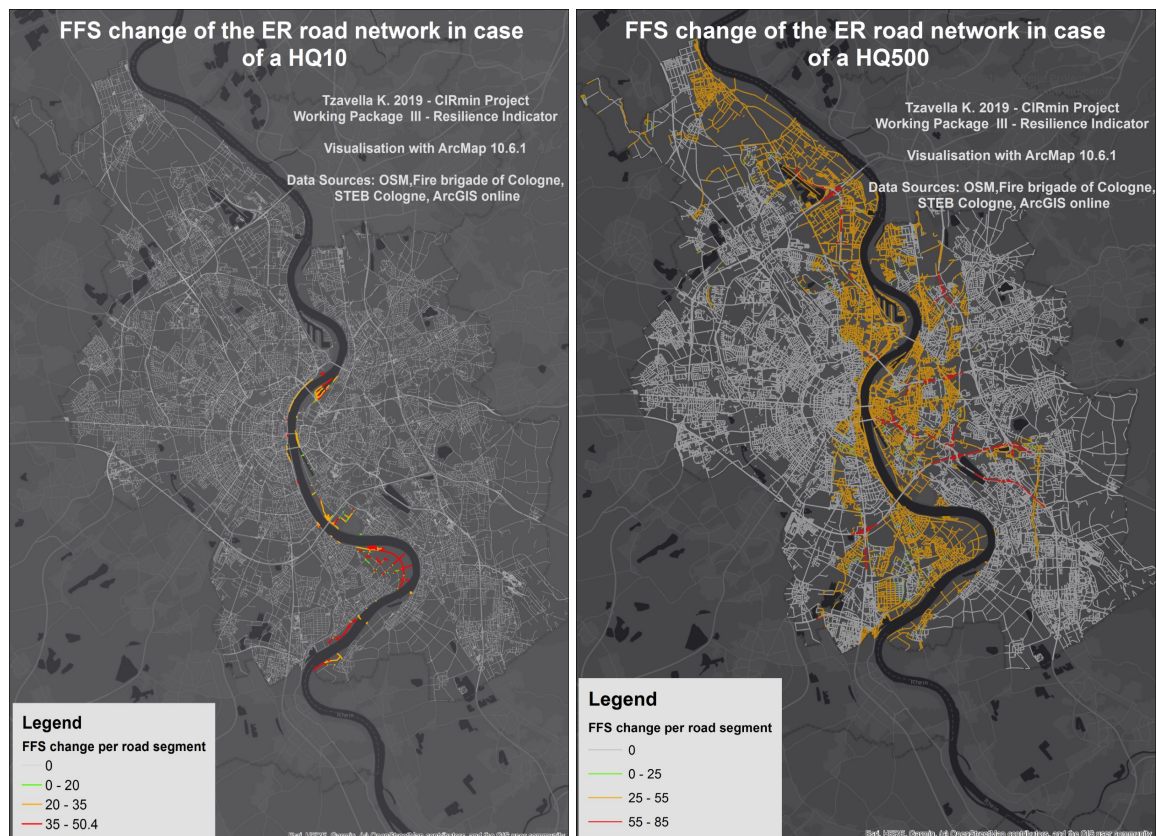 FFS change of the ER road network in case
of a HQ10
Tzavella K. 2019 - CIRmin Project
Working Package III - Resilience Indicator
Visualisation with ArcMap 10.6.1
Data Sources: OSM,Fire brigade of Cologne,
STEB Cologne, ArcGIS online
Legend
FFS change per road segment
0
0 - 20
20 - 35
35 - 50.4
FFS change of the ER road network in case
of a HQ500
Tzavella K. 2019 - CIRmin Project
Working Package III - Resilience Indicator
Visualisation with ArcMap 10.6.1
Data Sources: OSM,Fire brigade of Cologne,
STEB Cologne, ArcGIS online
Legend
FFS change per road segment
0
0 - 25
25 - 55
55 - 85